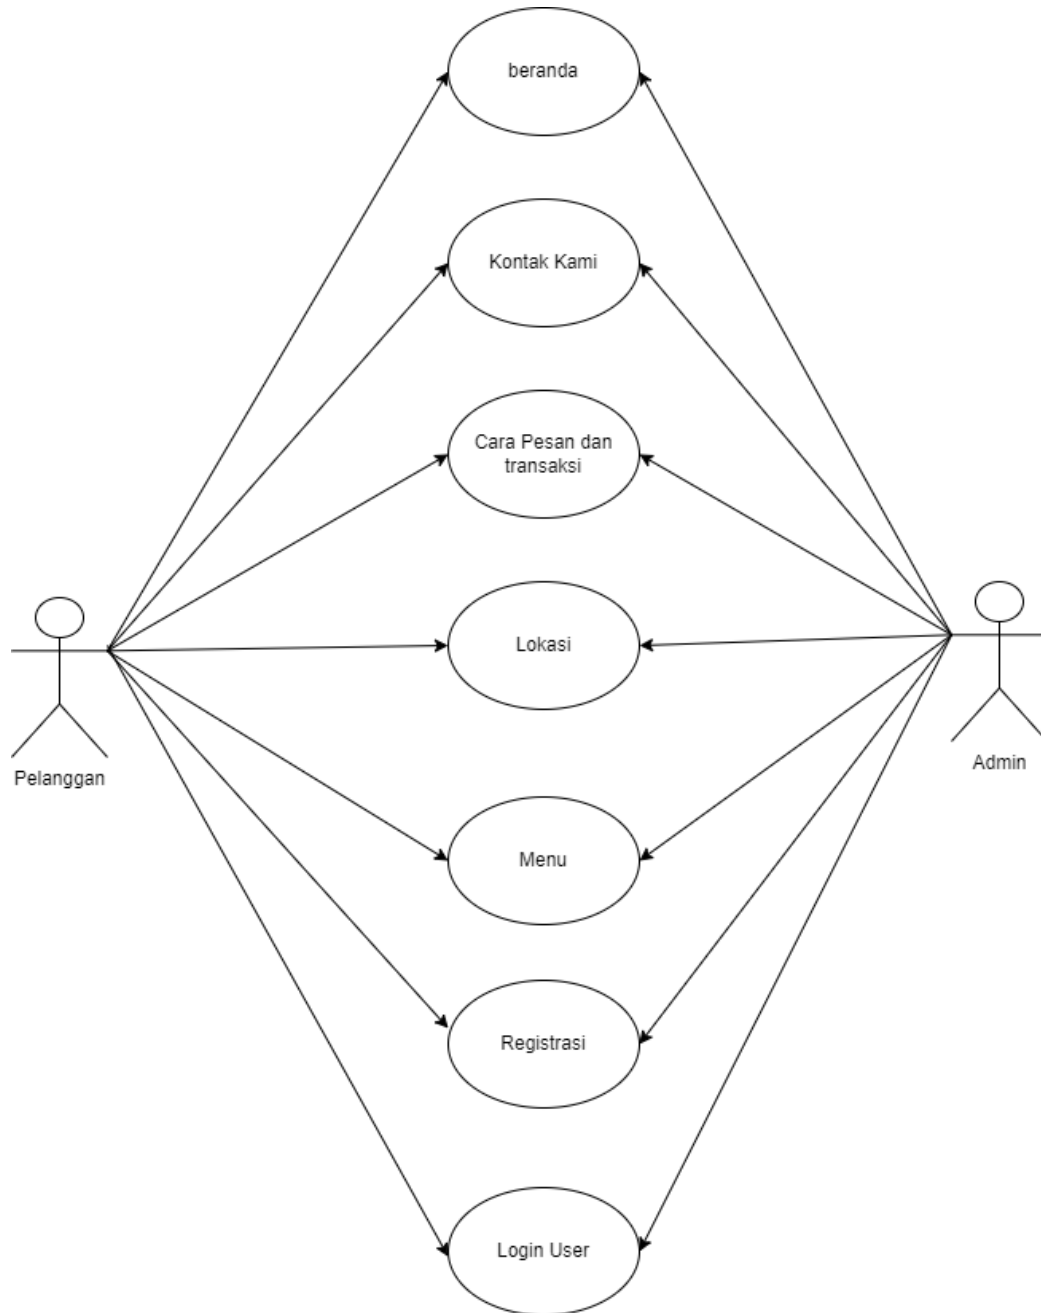 beranda
Kontak Kami
Cara Pesan dan
transaksi
Lokasi
Pelanggan
Admin
Menu
Registrasi
Login User